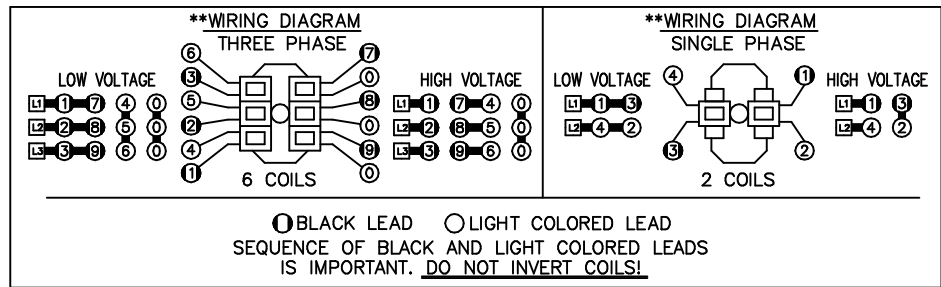 **WIRING DIAGRAM
THREE PHASE
LOW VOLTAGE
L1 1 7 4 0
L2 2 8 5 0
L3 3 9 6 0
6 7
3 0
5 8
2 0
4 9
1 0
6 COILS
HIGH VOLTAGE
L1 1 7 4 0
L2 2 8 5 0
L3 3 9 6 0
**WIRING DIAGRAM
SINGLE PHASE
LOW VOLTAGE
L1 1 3
L2 4 2
4 1
3 2
2 COILS
HIGH VOLTAGE
L1 1 3
L2 4 2
BLACK LEAD LIGHT COLORED LEAD
SEQUENCE OF BLACK AND LIGHT COLORED LEADS
IS IMPORTANT. DO NOT INVERT COILS!